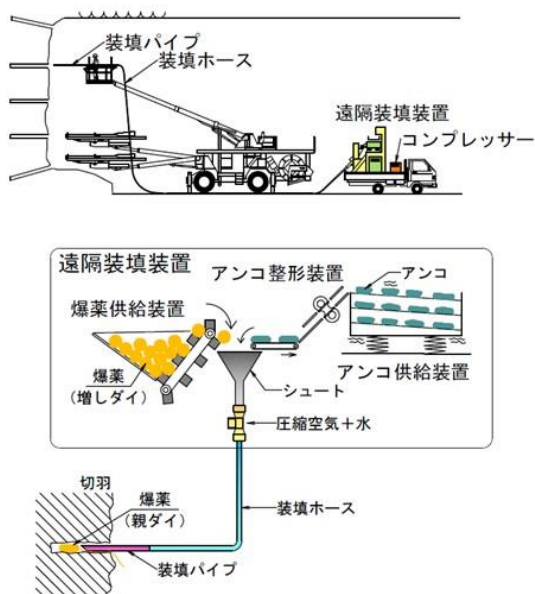 装填パイプ
装填ホース
遠隔装填装置
コンプレッサー
遠隔装填装置
アンコ整形装置
アンコ
爆薬供給装置
爆薬
(増しダイ)
シュート
アンコ供給装置
圧縮空気＋水
切羽
爆薬
(親ダイ)
装填ホース
装填パイプ